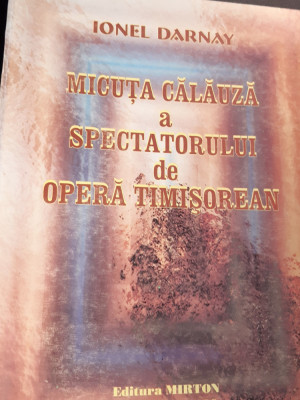 IONEL DARNAY
MICUȚA CĂLĂUZĂ
a
SPECTATORULUI
de
OPERĂ TIMIȘOREAN
Editura MIRTON